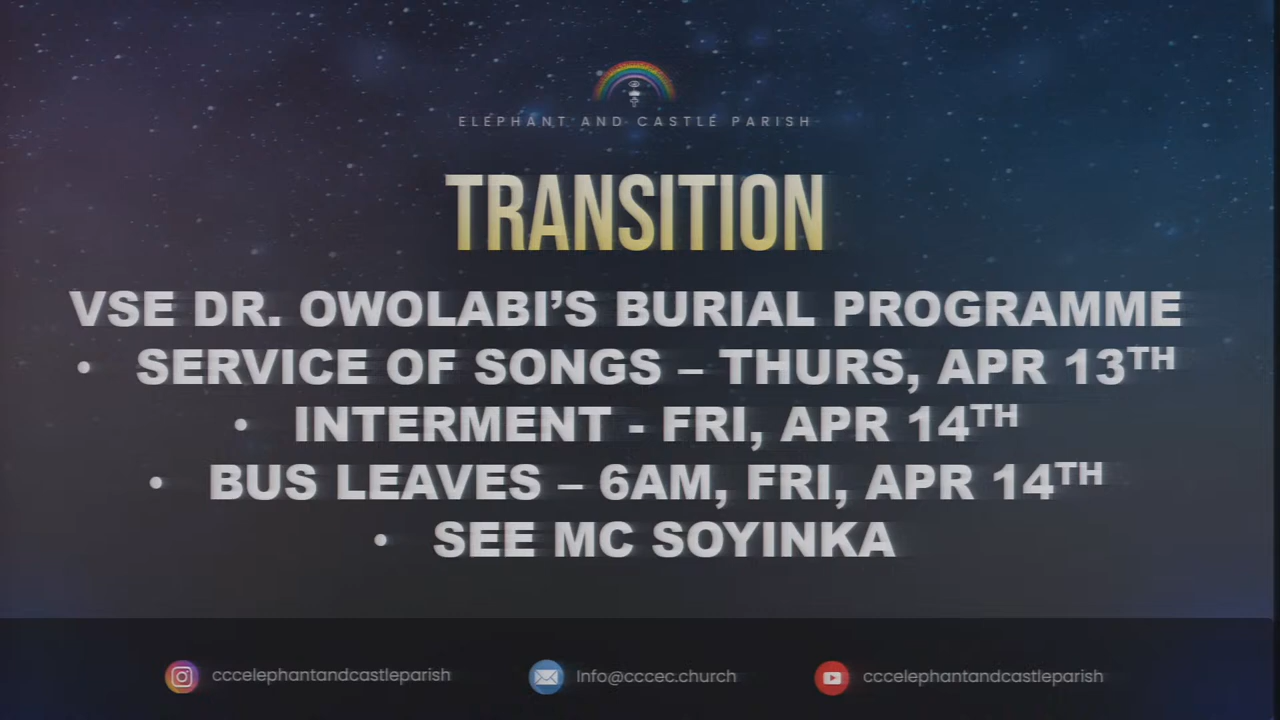 ELEPHANT AND CASTLE PARISH
TRANSITION
VSE DR. OWOLABI’S BURIAL PROGRAMME
• SERVICE OF SONGS – THURS, APR 13TH
• INTERMENT - FRI, APR 14TH
• BUS LEAVES – 6AM, FRI, APR 14TH
• SEE MC SOYINKA
cccelephantandcastleparish
Info@cccec.church
cccelephantandcastleparish